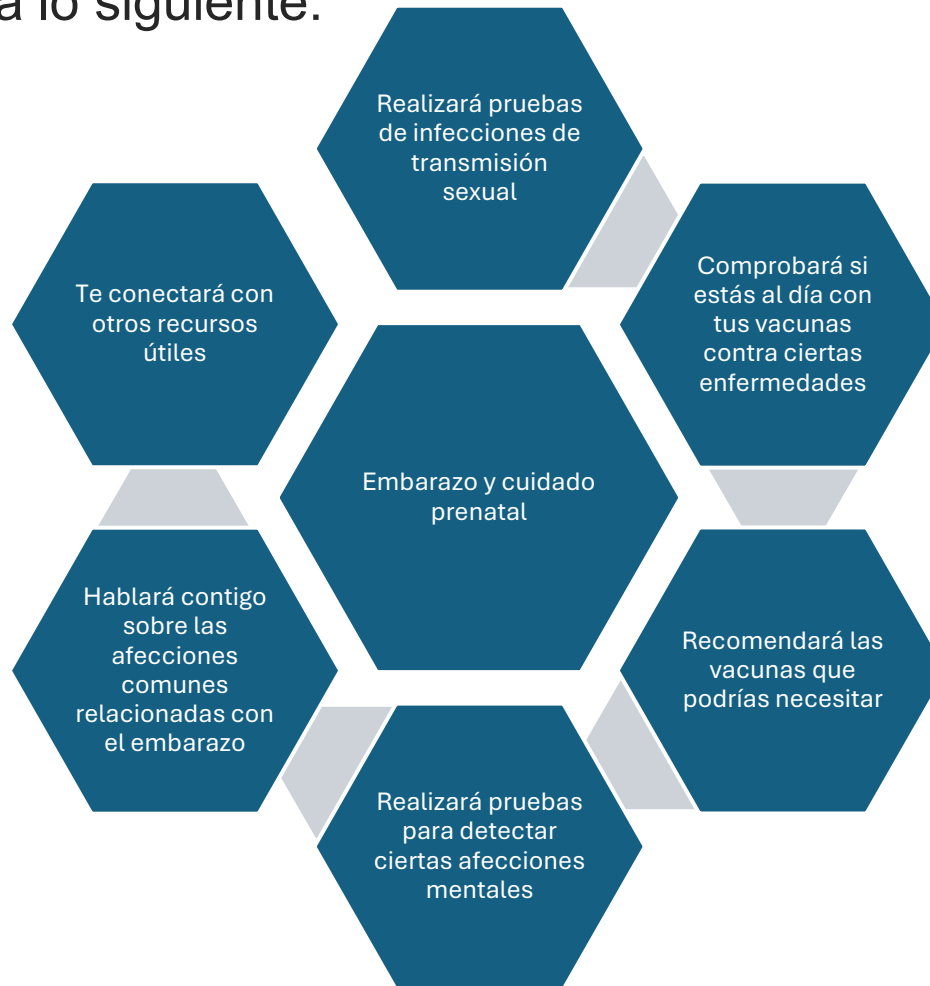 a lo siguiente:
Realizará pruebas
de infecciones de
transmisión
sexual
Comprobará si
estás al día con
tus vacunas
contra ciertas
enfermedades
Recomendará las
vacunas que
podrías necesitar
Realizará pruebas
para detectar
ciertas afecciones
mentales
Hablará contigo
sobre las
afecciones
comunes
relacionadas con
el embarazo
Te conectará con
otros recursos
útiles
Embarazo y cuidado
prenatal